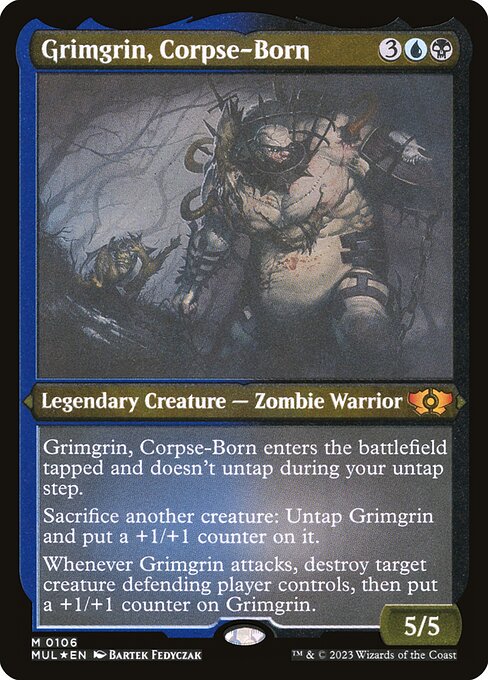 Grimgrin, Corpse-Born 3
Legendary Creature — Zombie Warrior
Grimgrin, Corpse-Born enters the battlefield
tapped and doesn't untap during your untap
step.
Sacrifice another creature: Untap Grimgrin
and put a +1/+1 counter on it.
Whenever Grimgrin attacks, destroy target
creature defending player controls, then put
a +1/+1 counter on Grimgrin.
5/5
M 0106
MUL★EN Bartek Fedyczak
™ & © 2023 Wizards of the Coast